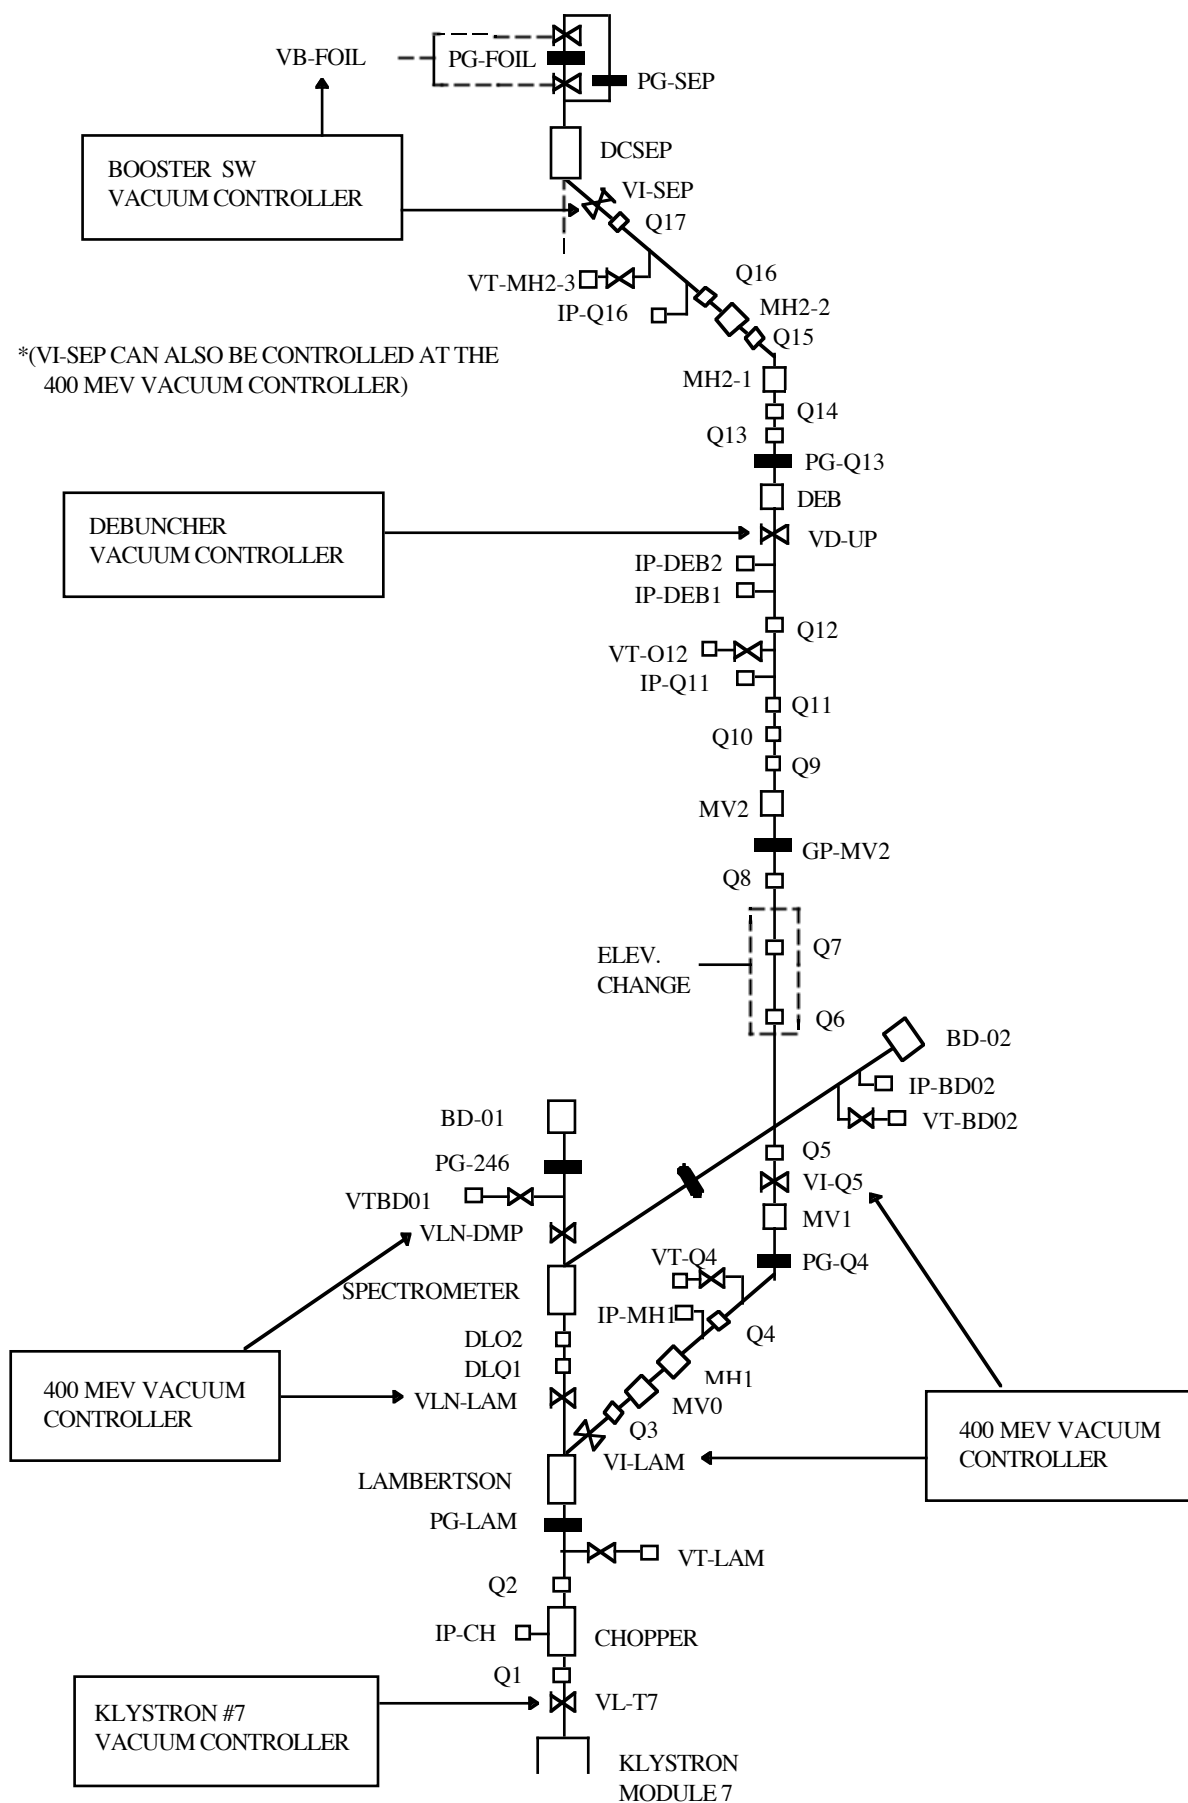 VB-FOIL
PG-FOIL
PG-SEP
DCSEP
BOOSTER SW
VACUUM CONTROLLER
VI-SEP
Q17
VT-MH2-3
IP-Q16
Q16
MH2-2
Q15
*(VI-SEP CAN ALSO BE CONTROLLED AT THE
400 MEV VACUUM CONTROLLER)
MH2-1
Q14
Q13
PG-Q13
DEB
DEBUNCHER
VACUUM CONTROLLER
VD-UP
IP-DEB2
IP-DEB1
Q12
VT-O12
IP-Q11
Q11
Q10
Q9
MV2
GP-MV2
Q8
ELEV.
CHANGE
Q7
Q6
BD-02
IP-BD02
VT-BD02
BD-01
PG-246
VTBD01
VLN-DMP
Q5
VI-Q5
MV1
PG-Q4
VT-Q4
SPECTROMETER
IP-MH1
Q4
DLO2
DLQ1
MH1
400 MEV VACUUM
CONTROLLER
VLN-LAM
MV0
Q3
VI-LAM
400 MEV VACUUM
CONTROLLER
LAMBERTSON
PG-LAM
VT-LAM
Q2
IP-CH
CHOPPER
Q1
VL-T7
KLYSTRON #7
VACUUM CONTROLLER
KLYSTRON
MODULE 7